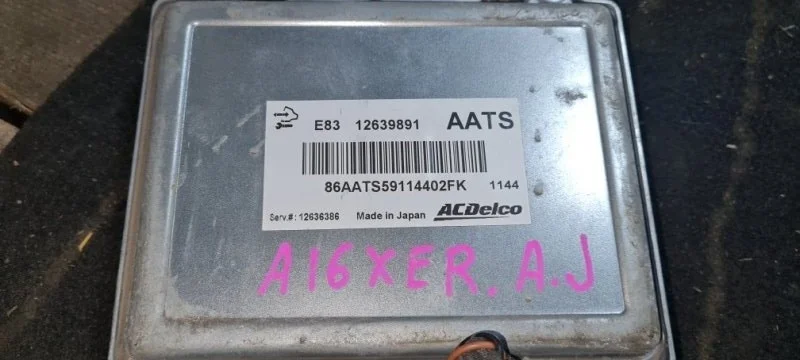 E83 12639891 AATS
86AATS59114402FK 1144
Serv.#: 12636386 Made in Japan ACDelco
A16XER. A.J